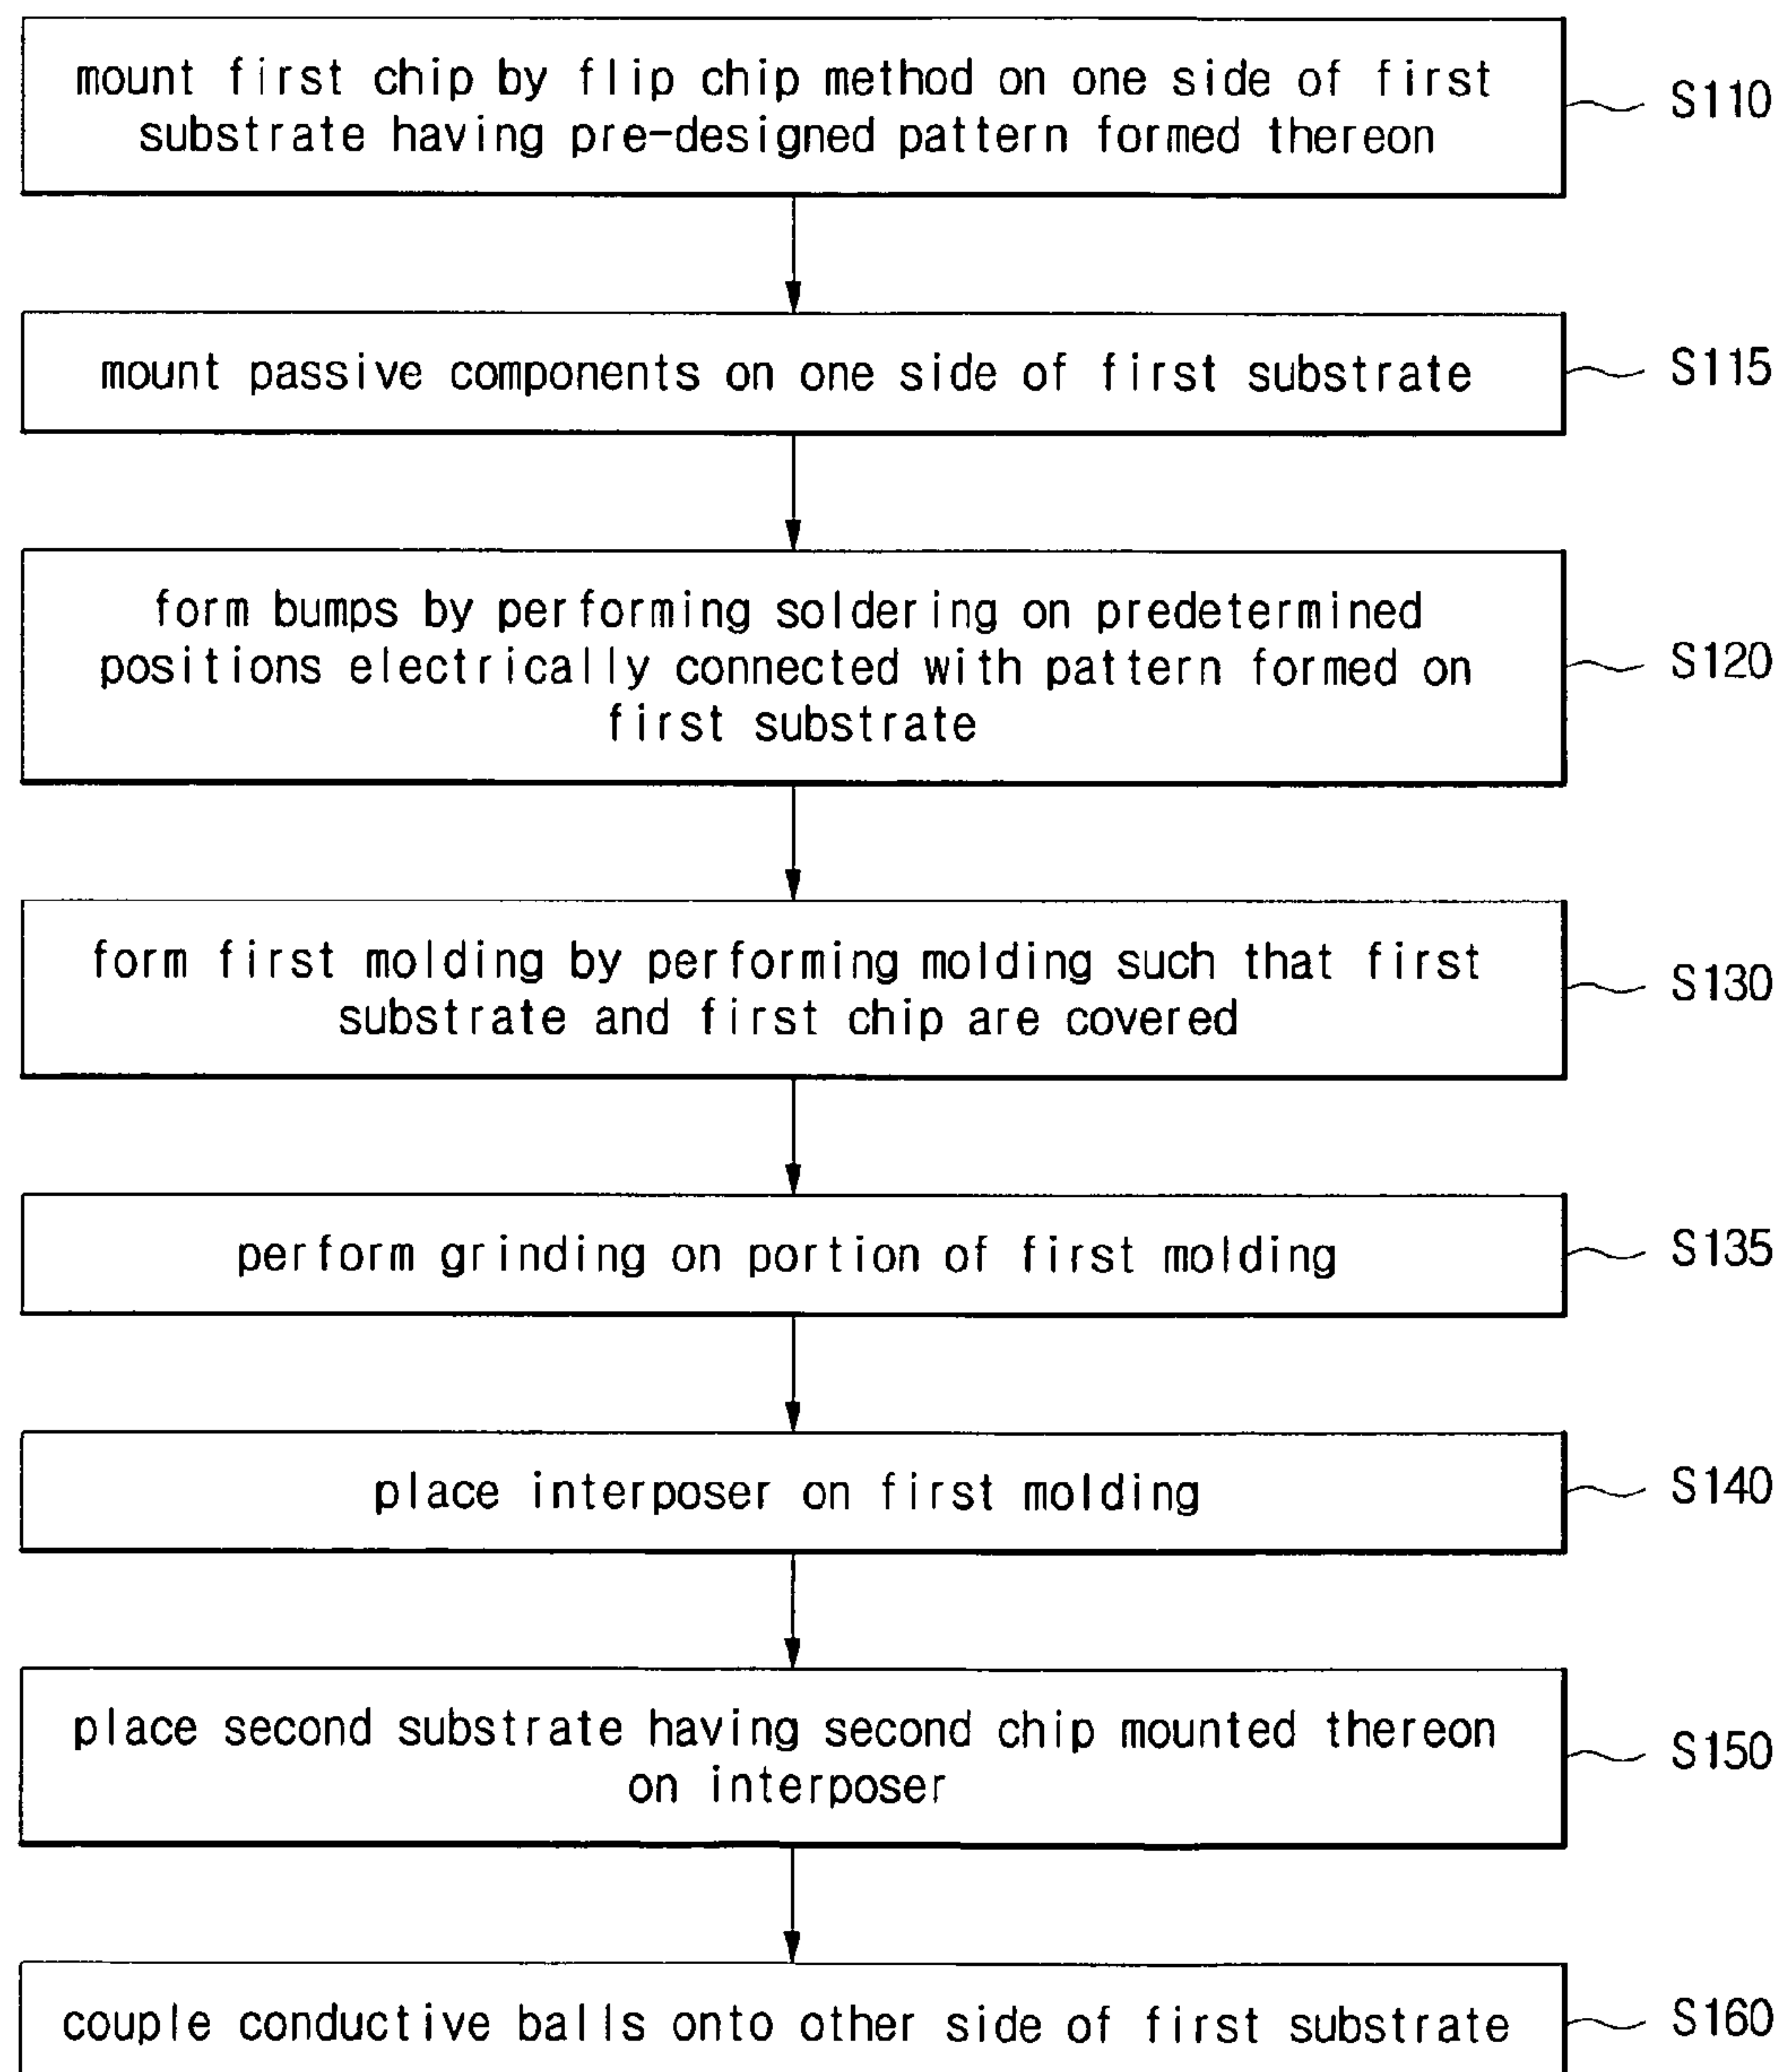 mount first chip by flip chip method on one side of first
substrate having pre-designed pattern formed thereon
S110
mount passive components on one side of first substrate
S115
form bumps by performing soldering on predetermined
positions electrically connected with pattern formed on
first substrate
S120
form first molding by performing molding such that first
substrate and first chip are covered
S130
perform grinding on portion of first molding
S135
place interposer on first molding
S140
place second substrate having second chip mounted thereon
on interposer
S150
couple conductive balls onto other side of first substrate
S160